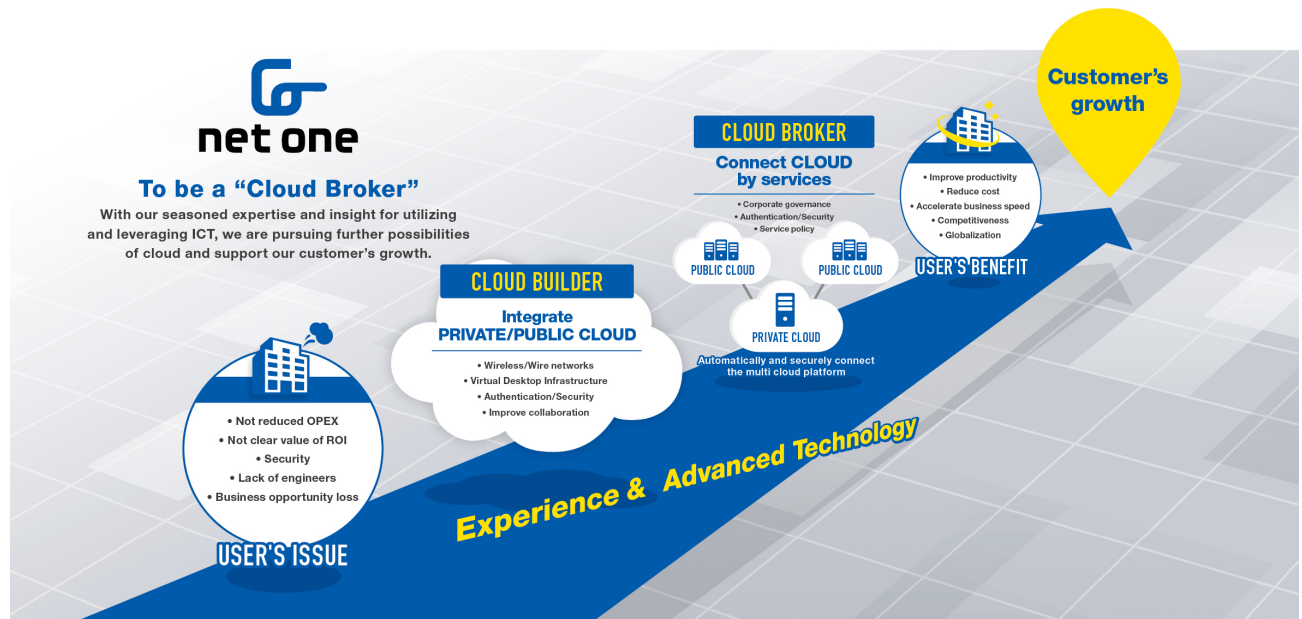 net one
To be a “Cloud Broker”
With our seasoned expertise and insight for utilizing
and leveraging ICT, we are pursuing further possibilities
of cloud and support our customer’s growth.
• Not reduced OPEX
• Not clear value of ROI
• Security
• Lack of engineers
• Business opportunity loss
USER'S ISSUE
CLOUD BUILDER
Integrate
PRIVATE/PUBLIC CLOUD
• Wireless/Wire networks
• Virtual Desktop Infrastructure
• Authentication/Security
• Improve collaboration
CLOUD BROKER
Connect CLOUD
by services
• Corporate governance
• Authentication/Security
• Service policy
PUBLIC CLOUD
PUBLIC CLOUD
PRIVATE CLOUD
Automatically and securely connect
the multi cloud platform
• Improve productivity
• Reduce cost
• Accelerate business speed
• Competitiveness
• Globalization
USER'S BENEFIT
Customer’s
growth
Experience & Advanced Technology